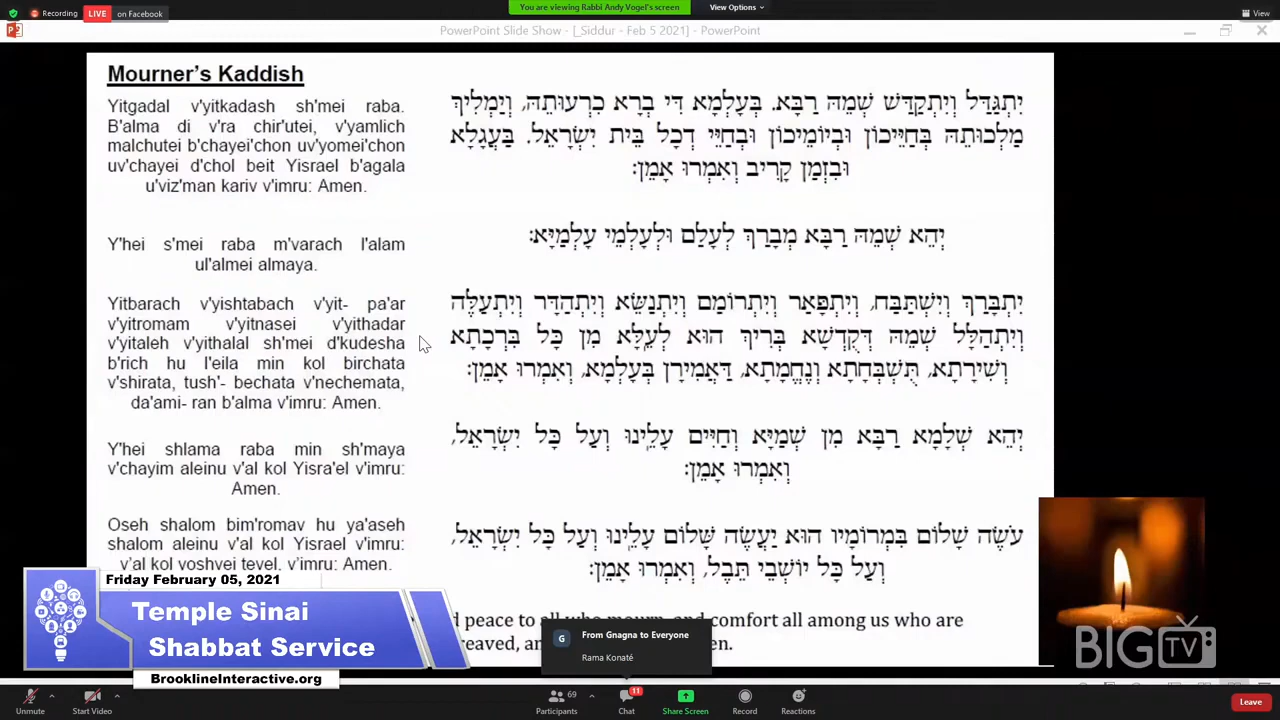 Recording
LIVE on Facebook
You are viewing Rabbi Andy Vogel's screen
View Options
View
PowerPoint Slide Show - [_Siddur - Feb 5 2021] - PowerPoint
Mourner's Kaddish
Yitgadal v'yitkadash sh'mei raba.
B'alma di v'ra chir'utei, v'yamlich
malchutei b'chayei'chon uv'yomei'chon
uv'chayei d'chol beit Yisrael b'agala
u'viz'man kariv v'imru: Amen.
Y'hei s'mei raba m'varach l'alam
ul'almei almaya.
Yitbarach v'yishtabach v'yit- pa'ar
v'yitromam v'yitnasei v'yithadar
v'yitaleh v'yithalal sh'mei d'kudesha
b'rich hu l'eila min kol birchata
v'shirata, tush'- bechata v'nechemata,
da'ami- ran b'alma v'imru: Amen.
Y'hei shlama raba min sh'maya
v'chayim aleinu v'al kol Yisra'el v'imru:
Amen.
Oseh shalom bim'romav hu ya'aseh
shalom aleinu v'al kol Yisrael v'imru:
v'al kol yoshvei tevel, v'imru: Amen.
יִתְגַּדַּל וְיִתְקַדַּשׁ שְׁמֵהּ רַבָּא. בְּעָלְמָא דִּי בְרָא כִרְעוּתֵהּ, וְיַמְלִיךְ
מַלְכוּתֵהּ בְּחַיֵּיכוֹן וּבְיוֹמֵיכוֹן וּבְחַיֵּי דְכָל בֵּית יִשְׂרָאֵל. בַּעֲגָלָא
וּבִזְמַן קָרִיב וְאִמְרוּ אָמֵן:
יְהֵא שְׁמֵהּ רַבָּא מְבָרַךְ לְעָלַם וּלְעָלְמֵי עָלְמַיָּא:
יִתְבָּרַךְ וְיִשְׁתַּבַּח, וְיִתְפָּאַר וְיִתְרוֹמַם וְיִתְנַשֵּׂא וְיִתְהַדָּר וְיִתְעַלֶּה
וְיִתְהַלָּל שְׁמֵהּ דְּקֻדְשָׁא בְּרִיךְ הוּא לְעֵלָּא מִן כָּל בִּרְכָתָא
וְשִׁירָתָא, תֻּשְׁבְּחָתָא וְנֶחֱמָתָא, דַּאֲמִירָן בְּעָלְמָא, וְאִמְרוּ אָמֵן:
יְהֵא שְׁלָמָא רַבָּא מִן שְׁמַיָּא וְחַיִּים עָלֵינוּ וְעַל כָּל יִשְׂרָאֵל,
וְאִמְרוּ אָמֵן:
עֹשֶׂה שָׁלוֹם בִּמְרוֹמָיו הוּא יַעֲשֶׂה שָׁלוֹם עָלֵינוּ וְעַל כָּל יִשְׂרָאֵל,
וְעַל כָּל יוֹשְׁבֵי תֵּבֵל, וְאִמְרוּ אָמֵן:
peace to all who mourn, and comfort all among us who are
Friday February 05, 2021
Temple Sinai
Shabbat Service
BrooklineInteractive.org
G From Gnagna to Everyone
Rama Konaté
BIG TV
Unmute
Start Video
Participants 69
Chat 11
Share Screen
Record
Reactions
Leave